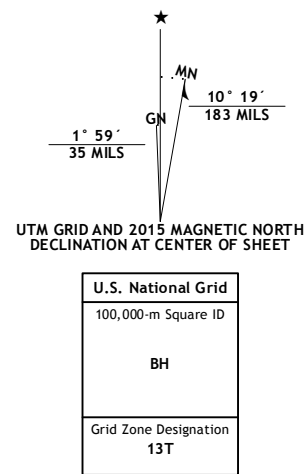 MN
10° 19´
183 MILS
GN
1° 59´
35 MILS
UTM GRID AND 2015 MAGNETIC NORTH
DECLINATION AT CENTER OF SHEET
U.S. National Grid
100,000-m Square ID
BH
Grid Zone Designation
13T